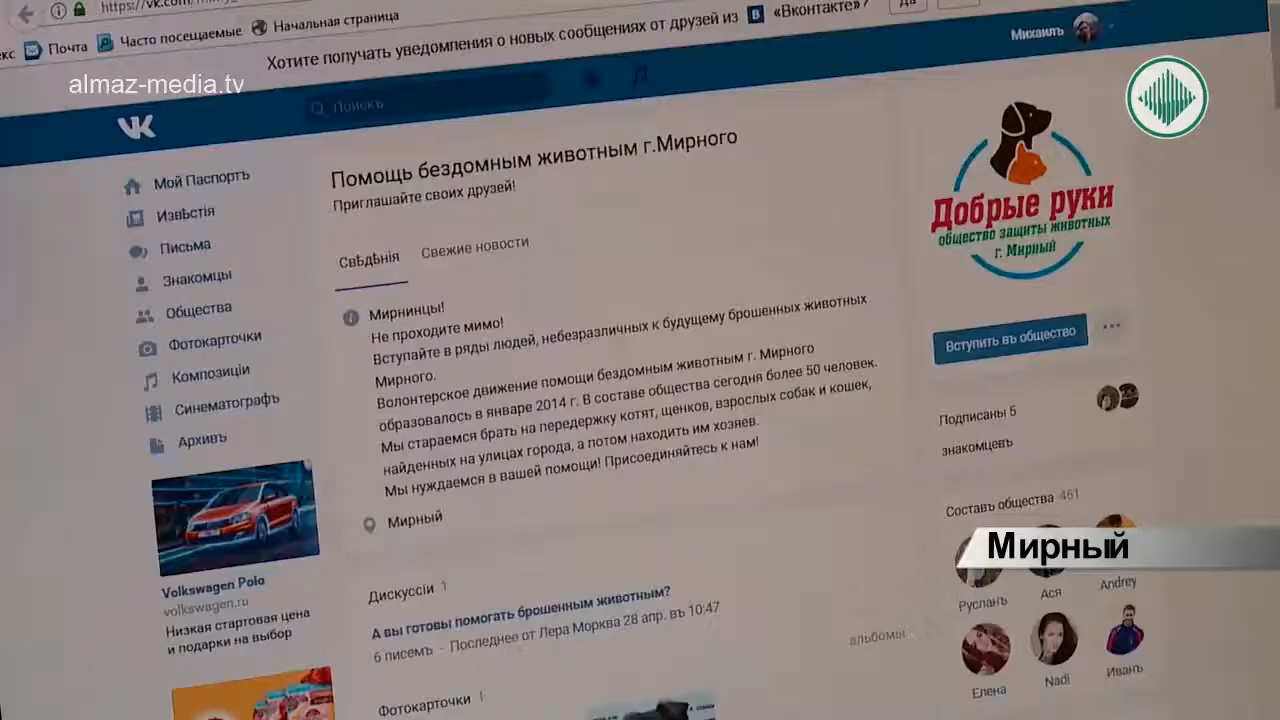 https://vk.com
Почта
Часто посещаемые
Начальная страница
Хотите получать уведомления о новых сообщениях от друзей из
«Вконтакте»?
Да
almaz-media.tv
Михаилъ
Поискъ
Мой Паспортъ
Извѣстія
Письма
Знакомцы
Общества
Фотокарточки
Композиціи
Синематографъ
Архивъ
Volkswagen Polo
volkswagen.ru
Низкая стартовая цена
и подарки на выбор
Помощь бездомным животным г.Мирного
Приглашайте своих друзей!
Свѣдѣнія
Свежие новости
Мирнинцы!
Не проходите мимо!
Вступайте в ряды людей, небезразличных к будущему брошенных животных
Мирного.
Волонтерское движение помощи бездомным животным г. Мирного
образовалось в январе 2014 г. В составе общества сегодня более 50 человек.
Мы стараемся брать на передержку котят, щенков, взрослых собак и кошек,
найденных на улицах города, а потом находить им хозяев.
Мы нуждаемся в вашей помощи! Присоединяйтесь к нам!
Мирный
Дискуссіи 1
А вы готовы помогать брошенным животным?
6 писемъ - Последнее от Лера Морква 28 апр. въ 10:47
Фотокарточки 1
альбомы
Добрые руки
общество защиты животных
г. Мирный
Вступить въ общество
Подписаны 5
знакомцевъ
Составъ общества 461
Мирный
Русланъ
Ася
Andrey
Елена
Nadi
Иванъ